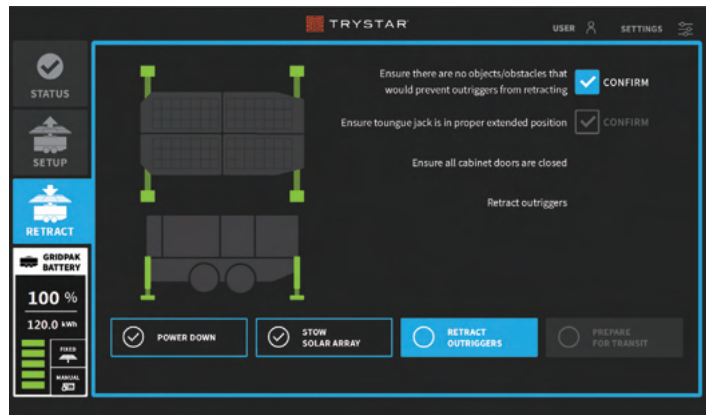 TRYSTAR
USER
SETTINGS
STATUS
SETUP
RETRACT
GRIDPAK
BATTERY
100 %
120.0 kWh
FIXED
MANUAL
Ensure there are no objects/obstacles that
would prevent outriggers from retracting
CONFIRM
Ensure toungue jack is in proper extended position
CONFIRM
Ensure all cabinet doors are closed
Retract outriggers
POWER DOWN
STOW
SOLAR ARRAY
RETRACT
OUTRIGGERS
PREPARE
FOR TRANSIT